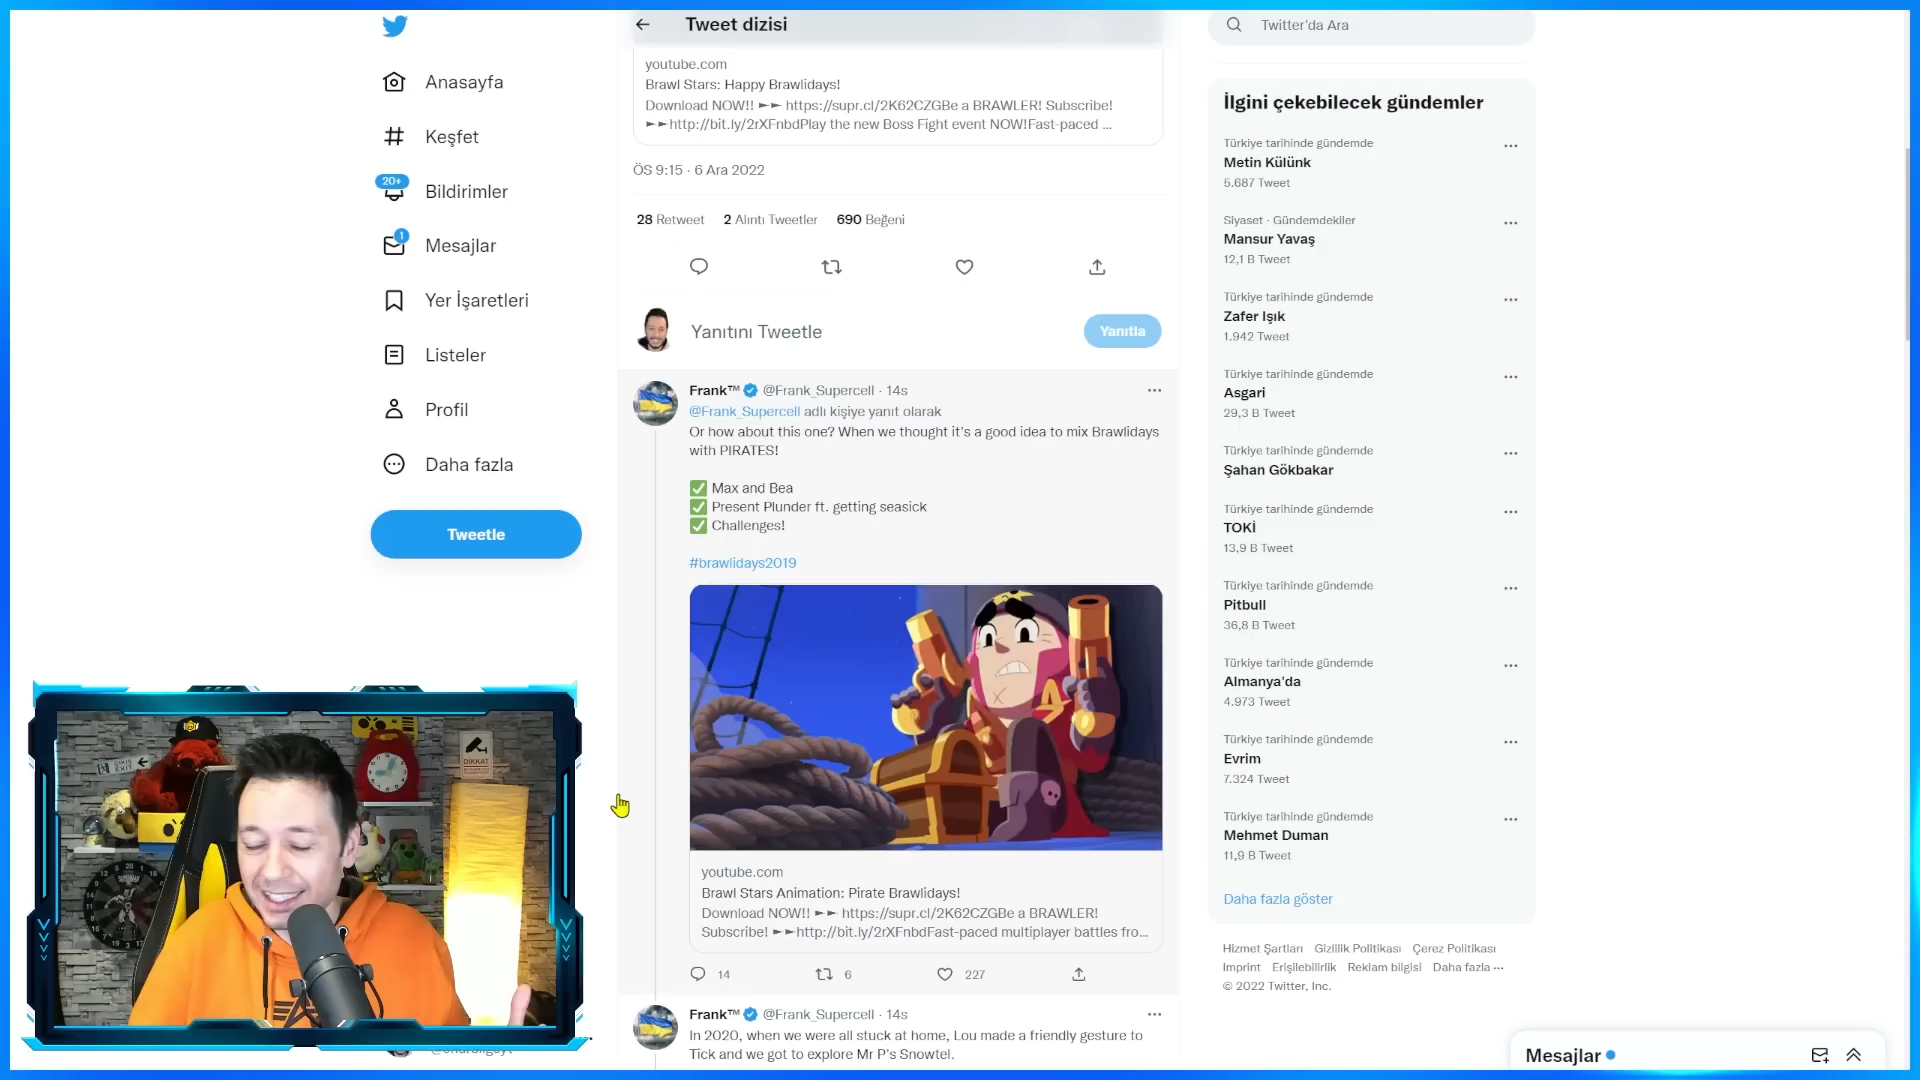 Tweet dizisi
Twitter'da Ara
Anasayfa
Keşfet
20+
Bildirimler
1
Mesajlar
Yer İşaretleri
Listeler
Profil
Daha fazla
Tweetle
youtube.com
Brawl Stars: Happy Brawlidays!
Download NOW!! ►► https://supr.cl/2K62CZGBe a BRAWLER! Subscribe!
►►http://bit.ly/2rXFnbdPlay the new Boss Fight event NOW!Fast-paced ...
ÖS 9:15 · 6 Ara 2022
28 Retweet 2 Alıntı Tweetler 690 Beğeni
Yanıtını Tweetle
Yanıtla
Frank™ @Frank_Supercell · 14s
@Frank_Supercell adlı kişiye yanıt olarak
Or how about this one? When we thought it's a good idea to mix Brawlidays
with PIRATES!
✅ Max and Bea
✅ Present Plunder ft. getting seasick
✅ Challenges!
#brawlidays2019
youtube.com
Brawl Stars Animation: Pirate Brawlidays!
Download NOW!! ►► https://supr.cl/2K62CZGBe a BRAWLER!
Subscribe! ►►http://bit.ly/2rXFnbdFast-paced multiplayer battles fro...
14 6 227
Frank™ @Frank_Supercell · 14s
In 2020, when we were all stuck at home, Lou made a friendly gesture to
Tick and we got to explore Mr P's Snowtel.
İlgini çekebilecek gündemler
Türkiye tarihinde gündemde
Metin Külünk
5.687 Tweet
Siyaset · Gündemdekiler
Mansur Yavaş
12,1 B Tweet
Türkiye tarihinde gündemde
Zafer Işık
1.942 Tweet
Türkiye tarihinde gündemde
Asgari
29,3 B Tweet
Türkiye tarihinde gündemde
Şahan Gökbakar
Türkiye tarihinde gündemde
TOKİ
13,9 B Tweet
Türkiye tarihinde gündemde
Pitbull
36,8 B Tweet
Türkiye tarihinde gündemde
Almanya'da
4.973 Tweet
Türkiye tarihinde gündemde
Evrim
7.324 Tweet
Türkiye tarihinde gündemde
Mehmet Duman
11,9 B Tweet
Daha fazla göster
Hizmet Şartları Gizlilik Politikası Çerez Politikası
Imprint Erişilebilirlik Reklam bilgisi Daha fazla ···
© 2022 Twitter, Inc.
Mesajlar
EXIT
DİKKAT